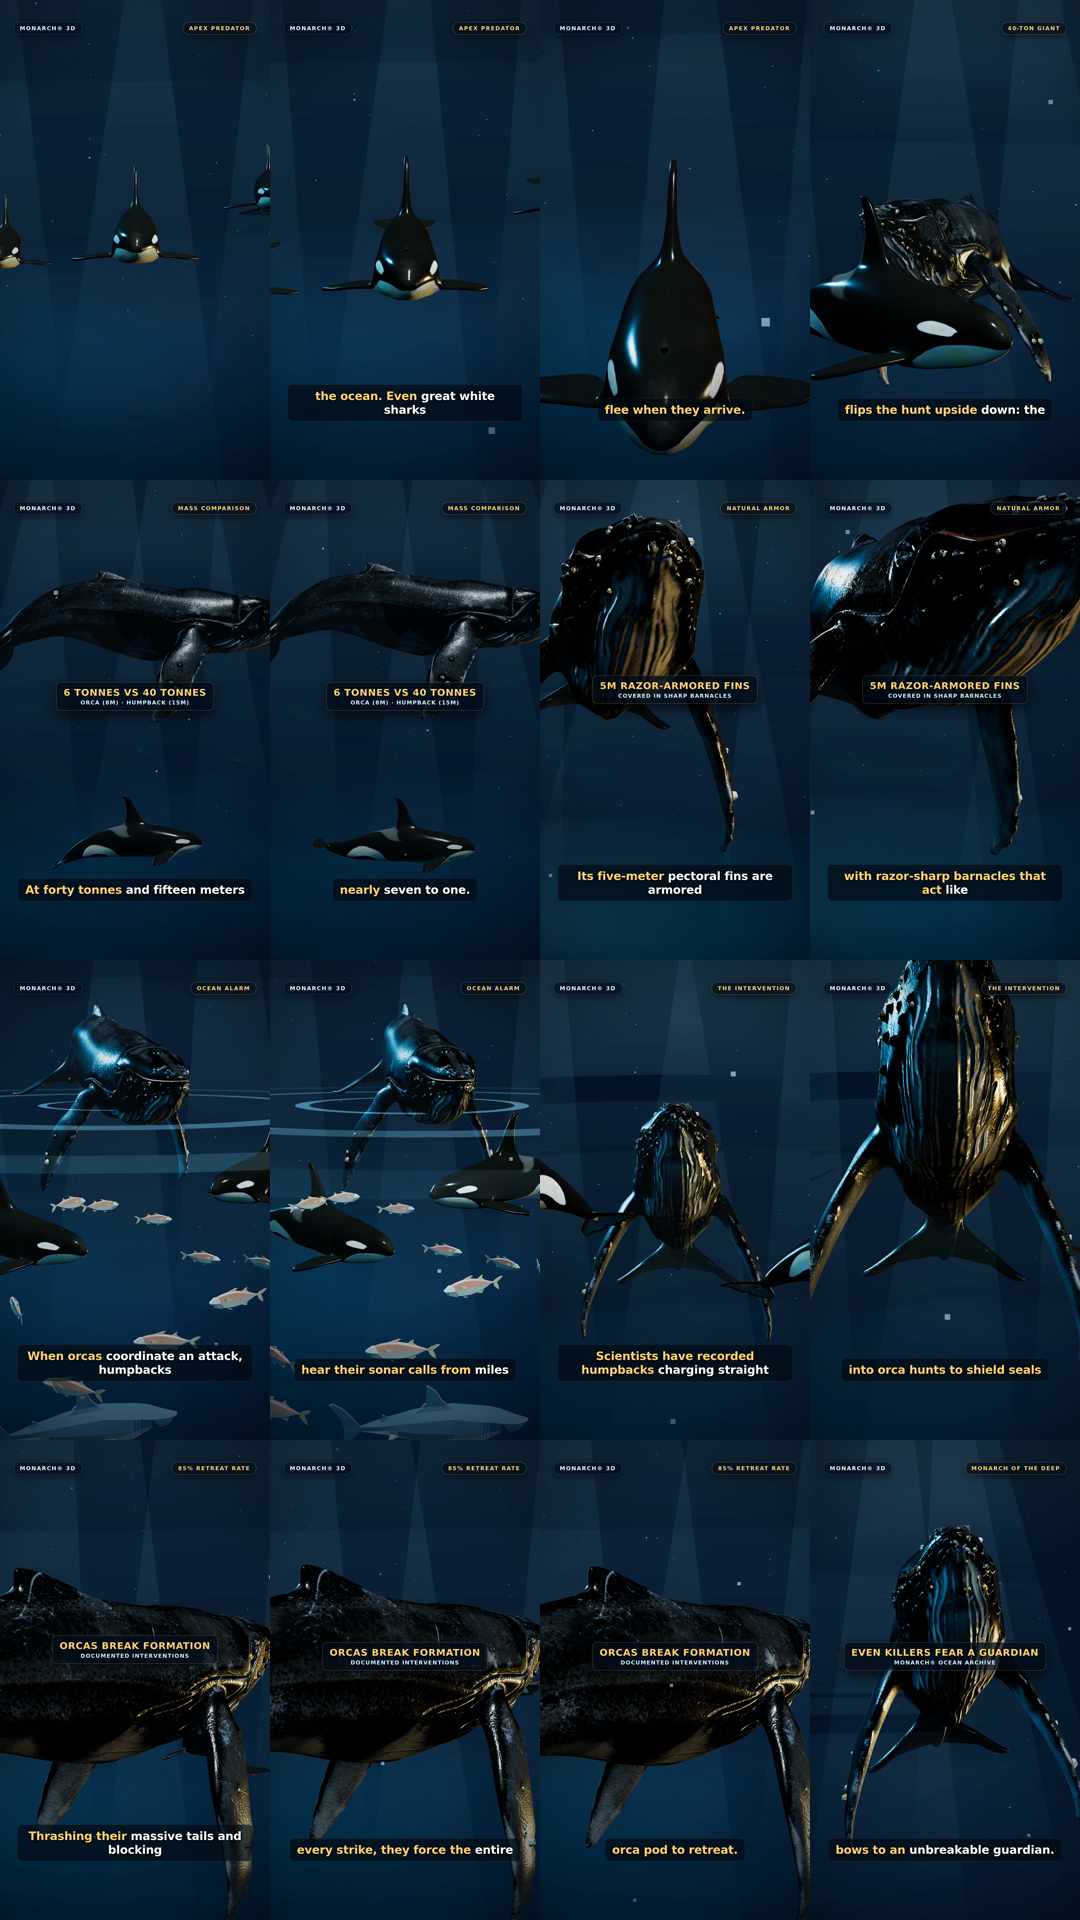 MONARCH® 3D
APEX PREDATOR
MONARCH® 3D
APEX PREDATOR
the ocean. Even great white
sharks
MONARCH® 3D
APEX PREDATOR
flee when they arrive.
MONARCH® 3D
40-TON GIANT
flips the hunt upside down: the
MONARCH® 3D
MASS COMPARISON
6 TONNES VS 40 TONNES
ORCA (8M) · HUMPBACK (15M)
At forty tonnes and fifteen meters
MONARCH® 3D
MASS COMPARISON
6 TONNES VS 40 TONNES
ORCA (8M) · HUMPBACK (15M)
nearly seven to one.
MONARCH® 3D
NATURAL ARMOR
5M RAZOR-ARMORED FINS
COVERED IN SHARP BARNACLES
Its five-meter pectoral fins are
armored
MONARCH® 3D
NATURAL ARMOR
5M RAZOR-ARMORED FINS
COVERED IN SHARP BARNACLES
with razor-sharp barnacles that
act like
MONARCH® 3D
OCEAN ALARM
When orcas coordinate an attack,
humpbacks
MONARCH® 3D
OCEAN ALARM
hear their sonar calls from miles
MONARCH® 3D
THE INTERVENTION
Scientists have recorded
humpbacks charging straight
MONARCH® 3D
THE INTERVENTION
into orca hunts to shield seals
MONARCH® 3D
85% RETREAT RATE
ORCAS BREAK FORMATION
DOCUMENTED INTERVENTIONS
Thrashing their massive tails and
blocking
MONARCH® 3D
85% RETREAT RATE
ORCAS BREAK FORMATION
DOCUMENTED INTERVENTIONS
every strike, they force the entire
MONARCH® 3D
85% RETREAT RATE
ORCAS BREAK FORMATION
DOCUMENTED INTERVENTIONS
orca pod to retreat.
MONARCH® 3D
MONARCH OF THE DEEP
EVEN KILLERS FEAR A GUARDIAN
MONARCH® OCEAN ARCHIVE
bows to an unbreakable guardian.